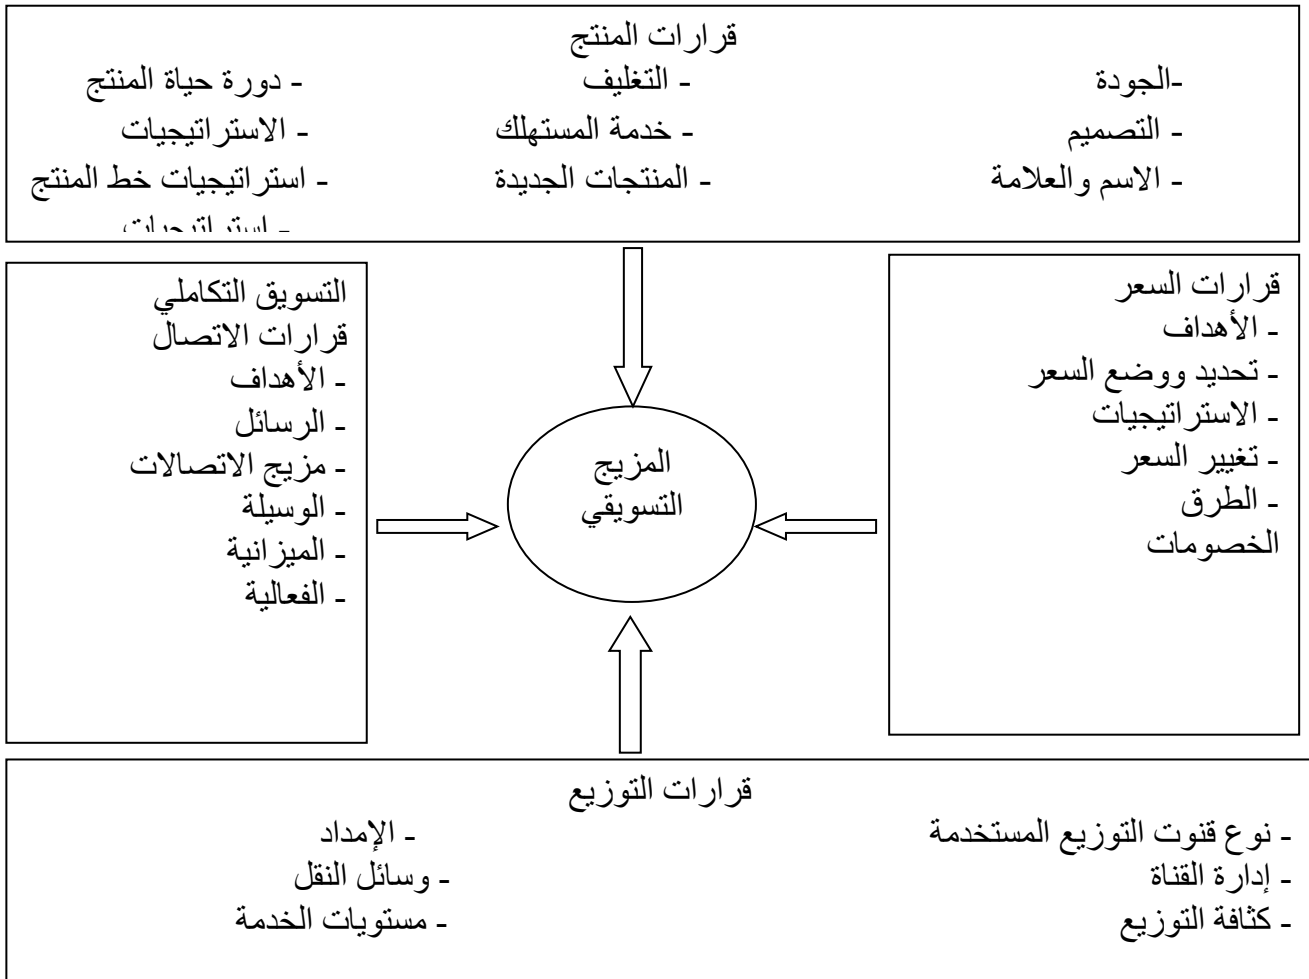 قرارات المنتج
-الجودة
- التصميم
- الاسم والعلامة
- التغليف
- خدمة المستهلك
- المنتجات الجديدة
- دورة حياة المنتج
- الاستراتيجيات
- استراتيجيات خط المنتج
- استراتيجيات
قرارات السعر
- الأهداف
- تحديد ووضع السعر
- الاستراتيجيات
- تغيير السعر
- الطرق
الخصومات
المزيج
التسويقي
التسويق التكاملي
قرارات الاتصال
- الأهداف
- الرسائل
- مزيج الاتصالات
- الوسيلة
- الميزانية
- الفعالية
قرارات التوزيع
- نوع قنوت التوزيع المستخدمة
- إدارة القناة
- كثافة التوزيع
- الإمداد
- وسائل النقل
- مستويات الخدمة